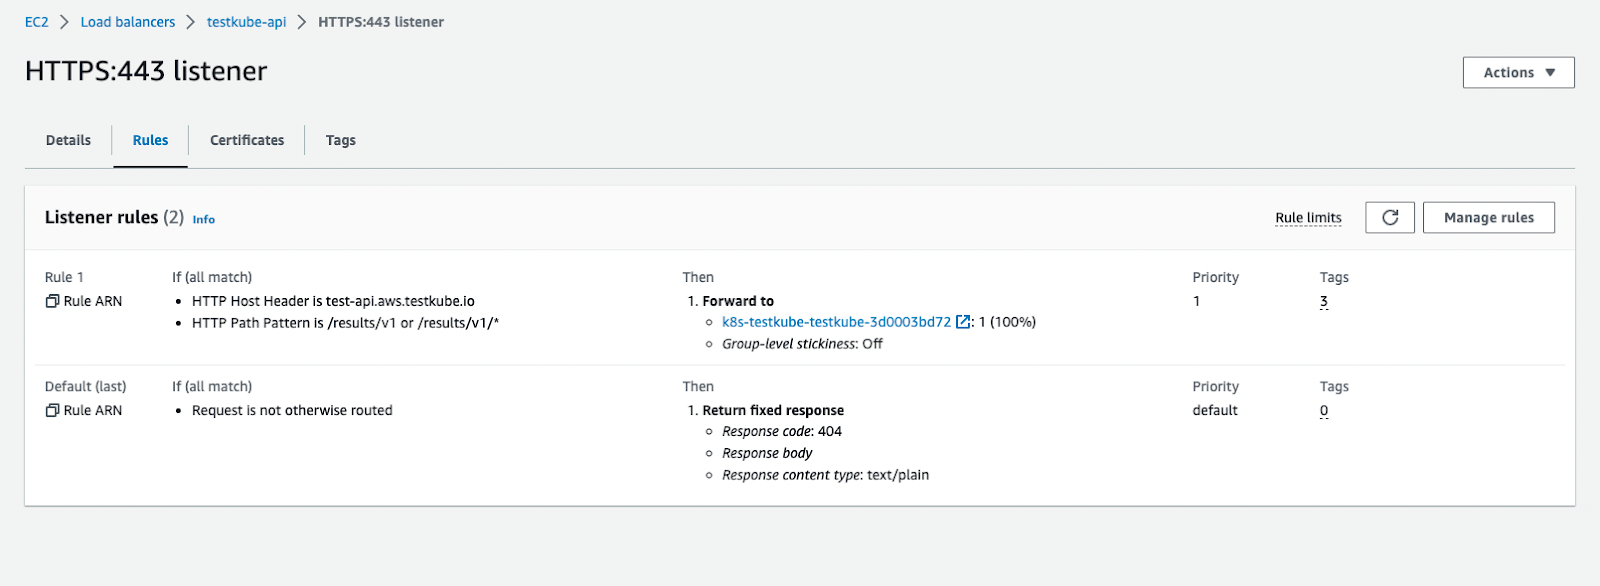 EC2 > Load balancers > testkube-api > HTTPS:443 listener
HTTPS:443 listener
Actions ▼
Details Rules Certificates Tags
Listener rules (2) Info
Rule limits
Manage rules
Rule 1 If (all match) Then Priority Tags
Rule ARN • HTTP Host Header is test-api.aws.testkube.io 1. Forward to 1 3
• HTTP Path Pattern is /results/v1 or /results/v1/* ◦ k8s-testkube-testkube-3d0003bd72 : 1 (100%)
◦ Group-level stickiness: Off
Default (last) If (all match) Then Priority Tags
Rule ARN • Request is not otherwise routed 1. Return fixed response default 0
◦ Response code: 404
◦ Response body
◦ Response content type: text/plain